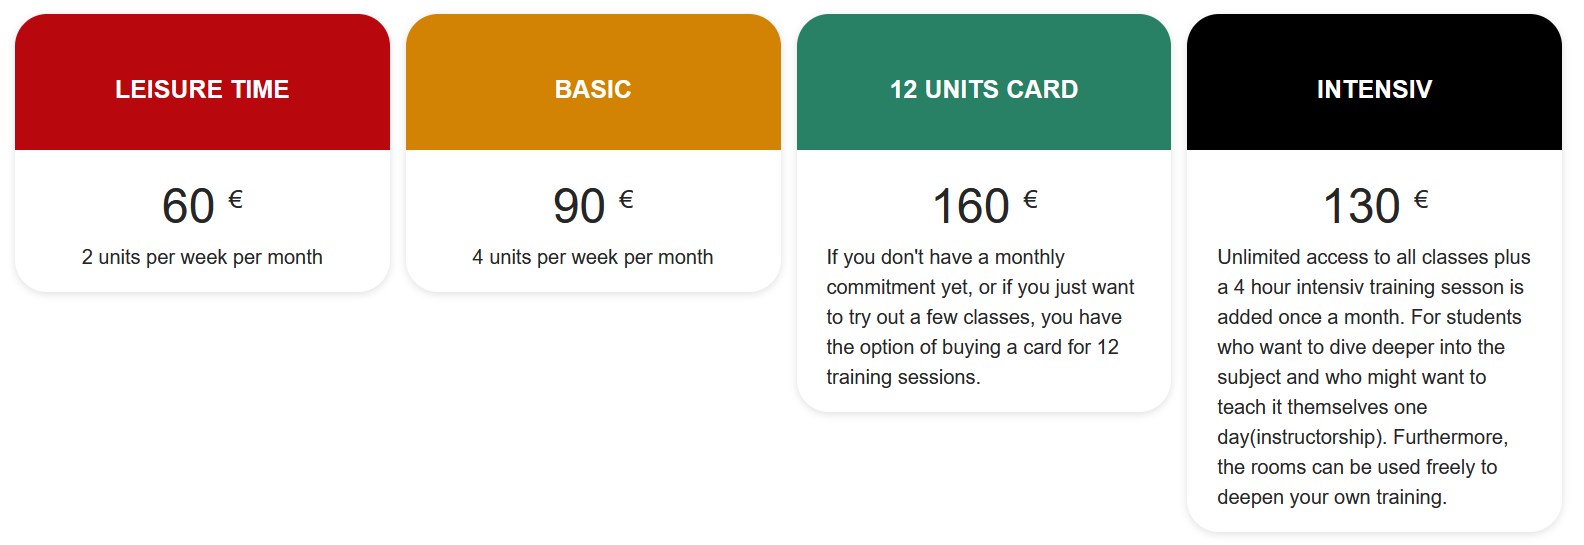 LEISURE TIME
60 €
2 units per week per month
BASIC
90 €
4 units per week per month
12 UNITS CARD
160 €
If you don't have a monthly
commitment yet, or if you just want
to try out a few classes, you have
the option of buying a card for 12
training sessions.
INTENSIV
130 €
Unlimited access to all classes plus
a 4 hour intensiv training sesson is
added once a month. For students
who want to dive deeper into the
subject and who might want to
teach it themselves one
day(instructorship). Furthermore,
the rooms can be used freely to
deepen your own training.